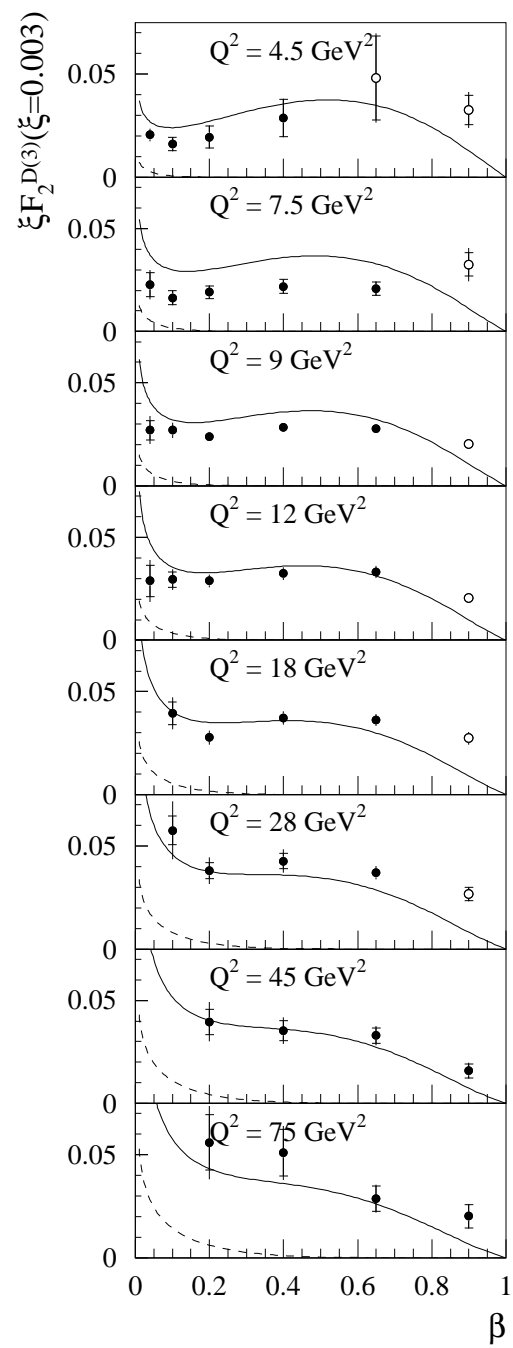 ξF₂ᴰ⁽³⁾(ξ=0.003)
Q² = 4.5 GeV²
0.05
0
Q² = 7.5 GeV²
0.05
0
Q² = 9 GeV²
0.05
0
Q² = 12 GeV²
0.05
0
Q² = 18 GeV²
0.05
0
Q² = 28 GeV²
0.05
0
Q² = 45 GeV²
0.05
0
Q² = 75 GeV²
0.05
0
0 0.2 0.4 0.6 0.8 1
β